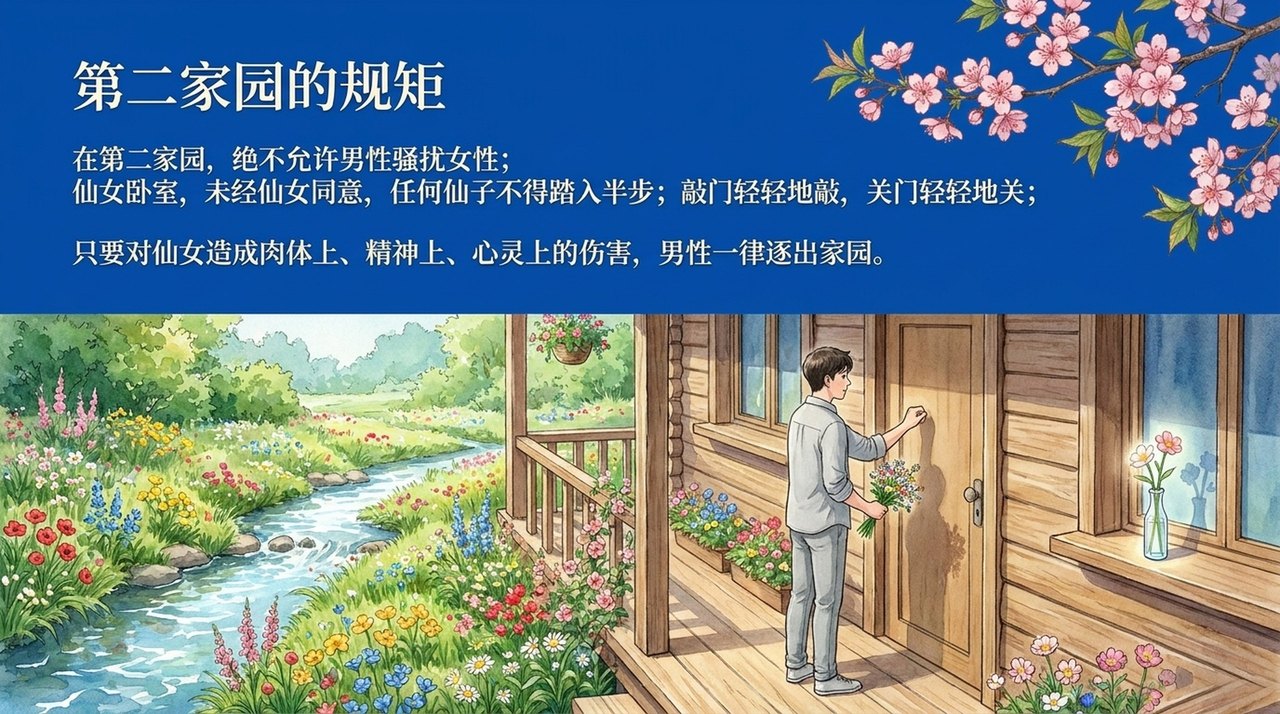 第二家园的规矩
在第二家园，绝不允许男性骚扰女性；
仙女卧室，未经仙女同意，任何仙子不得踏入半步；敲门轻轻地敲，关门轻轻地关；
只要对仙女造成肉体上、精神上、心灵上的伤害，男性一律逐出家园。